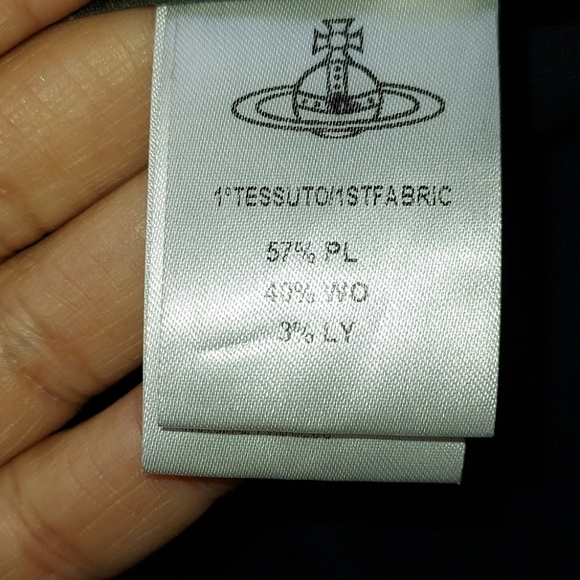 1°TESSUTO/1STFABRIC
57% PL
40% WO
3% LY